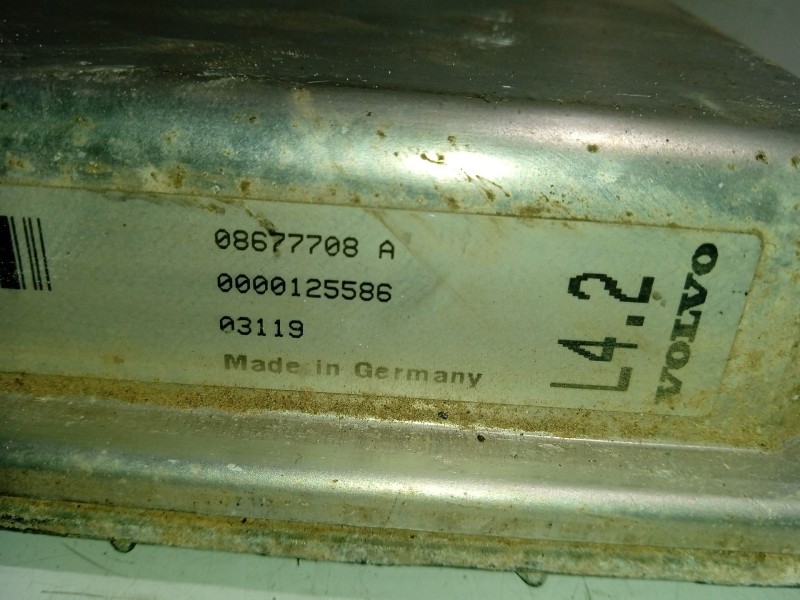 08677708 A
0000125586
03119
Made in Germany
L4.2
VOLVO